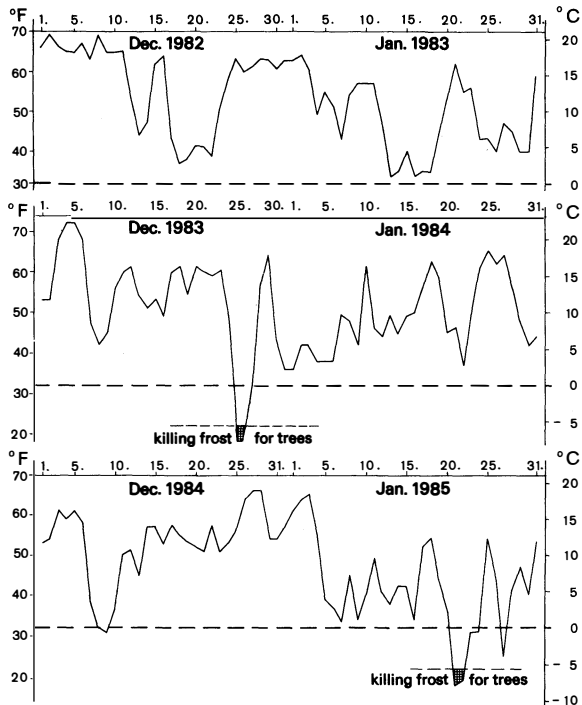 °F 1. 5. 10. 15. 20. 25. 30. 1. 5. 10. 15. 20. 25. 31. °C
70 Dec. 1982 Jan. 1983 20
60 15
50 10
40 5
30 0
°F 1. 5. 10. 15. 20. 25. 30. 1. 5. 10. 15. 20. 25. 31. °C
70 Dec. 1983 Jan. 1984 20
60 15
50 10
40 5
30 0
20 killing frost for trees -5
°F 1. 5. 10. 15. 20. 25. 30. 1. 5. 10. 15. 20. 25. 31. °C
70 Dec. 1984 Jan. 1985 20
60 15
50 10
40 5
30 0
20 killing frost for trees -5
-10